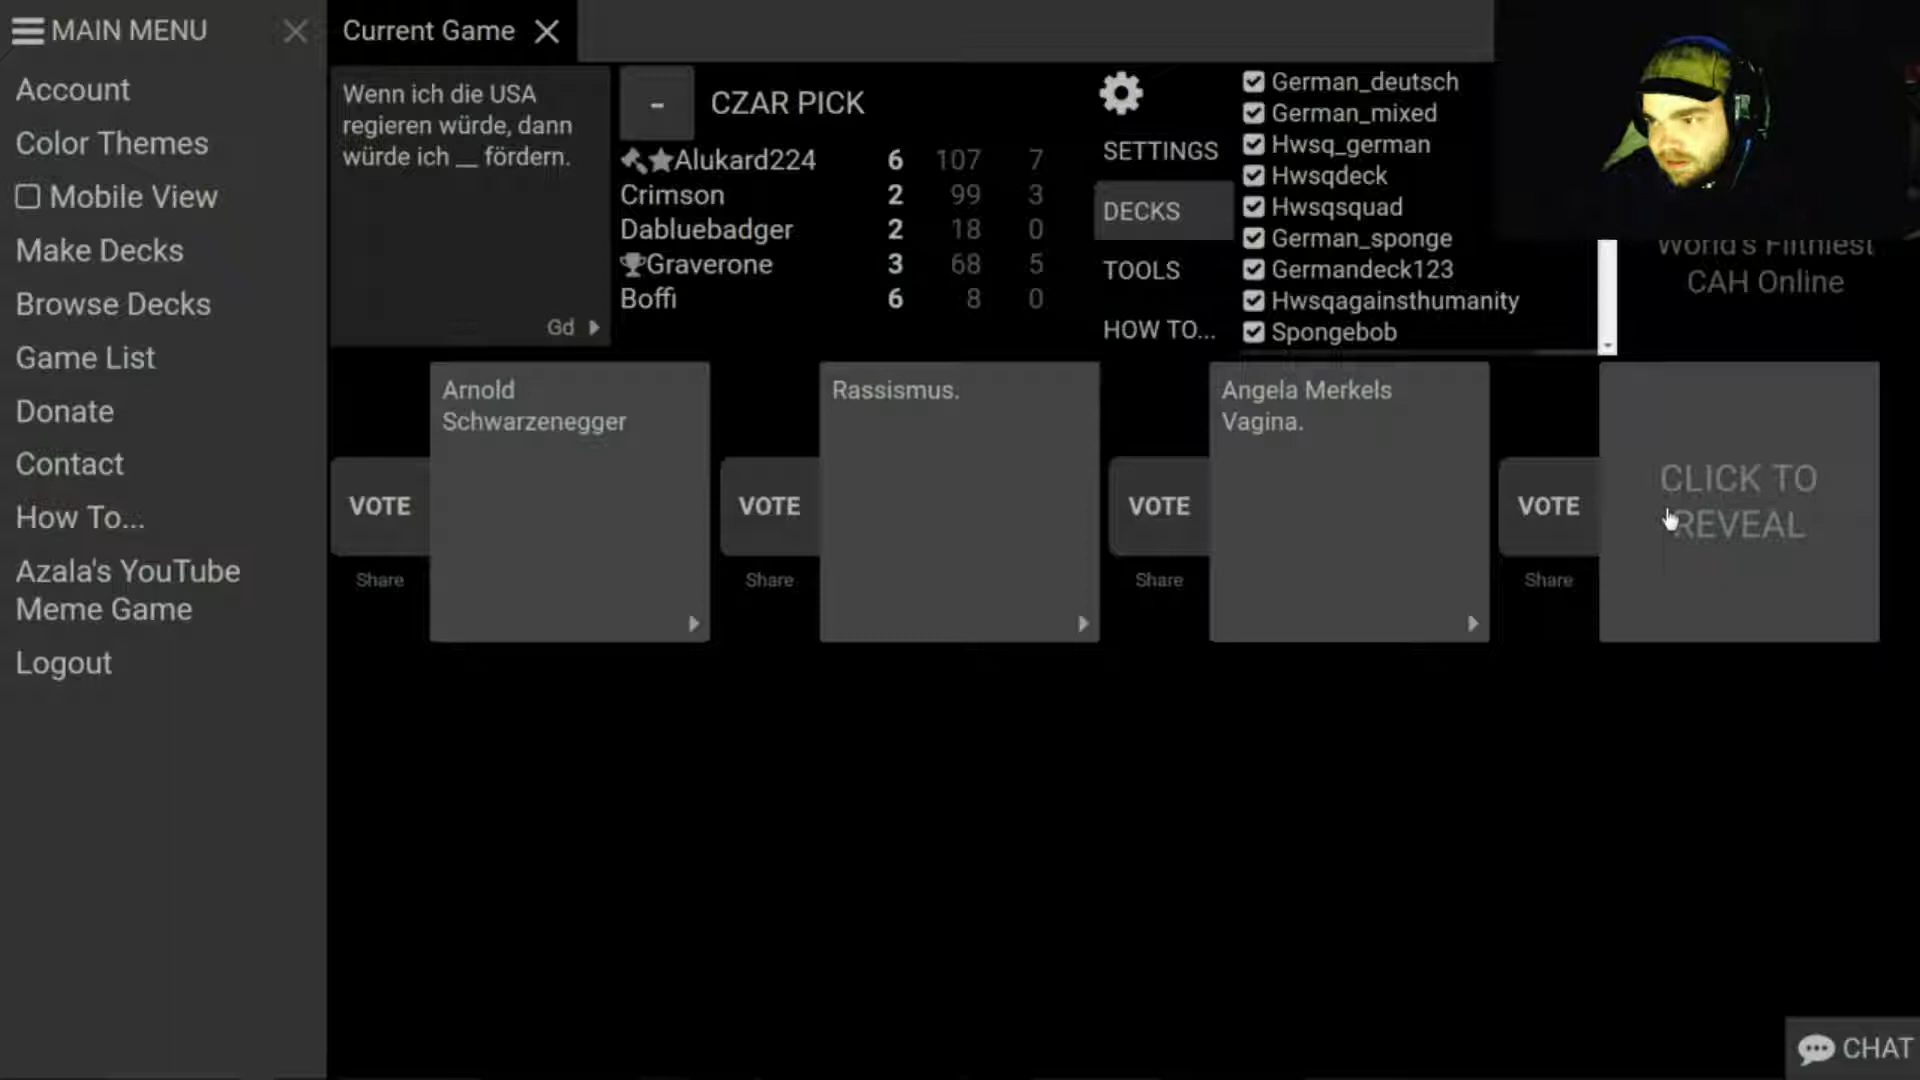 MAIN MENU
Account
Color Themes
Mobile View
Make Decks
Browse Decks
Game List
Donate
Contact
How To...
Azala's YouTube
Meme Game
Logout
Current Game
Wenn ich die USA
regieren würde, dann
würde ich __ fördern.
Gd
- CZAR PICK
Alukard224 6 107 7
Crimson 2 99 3
Dabluebadger 2 18 0
Graverone 3 68 5
Boffi 6 8 0
SETTINGS
DECKS
TOOLS
HOW TO...
German_deutsch
German_mixed
Hwsq_german
Hwsqdeck
Hwsqsquad
German_sponge
Germandeck123
Hwsqagainsthumanity
Spongebob
World's Filthiest
CAH Online
VOTE
Share
Arnold
Schwarzenegger
VOTE
Share
Rassismus.
VOTE
Share
Angela Merkels
Vagina.
VOTE
Share
CLICK TO
REVEAL
CHAT